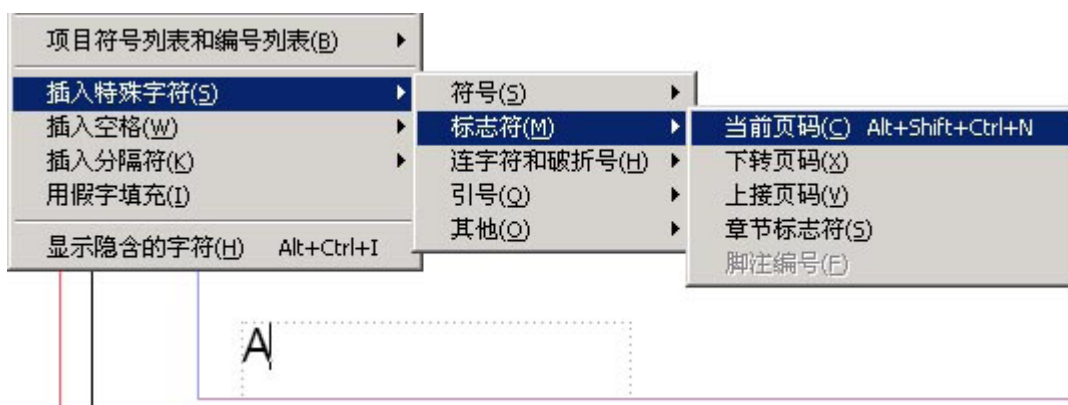 项目符号列表和编号列表(B)
插入特殊字符(S)
插入空格(W)
插入分隔符(K)
用假字填充(I)
显示隐含的字符(H) Alt+Ctrl+I
符号(S)
标志符(M)
连字符和破折号(H)
引号(Q)
其他(O)
当前页码(C) Alt+Shift+Ctrl+N
下转页码(X)
上接页码(V)
章节标志符(S)
脚注编号(F)
A